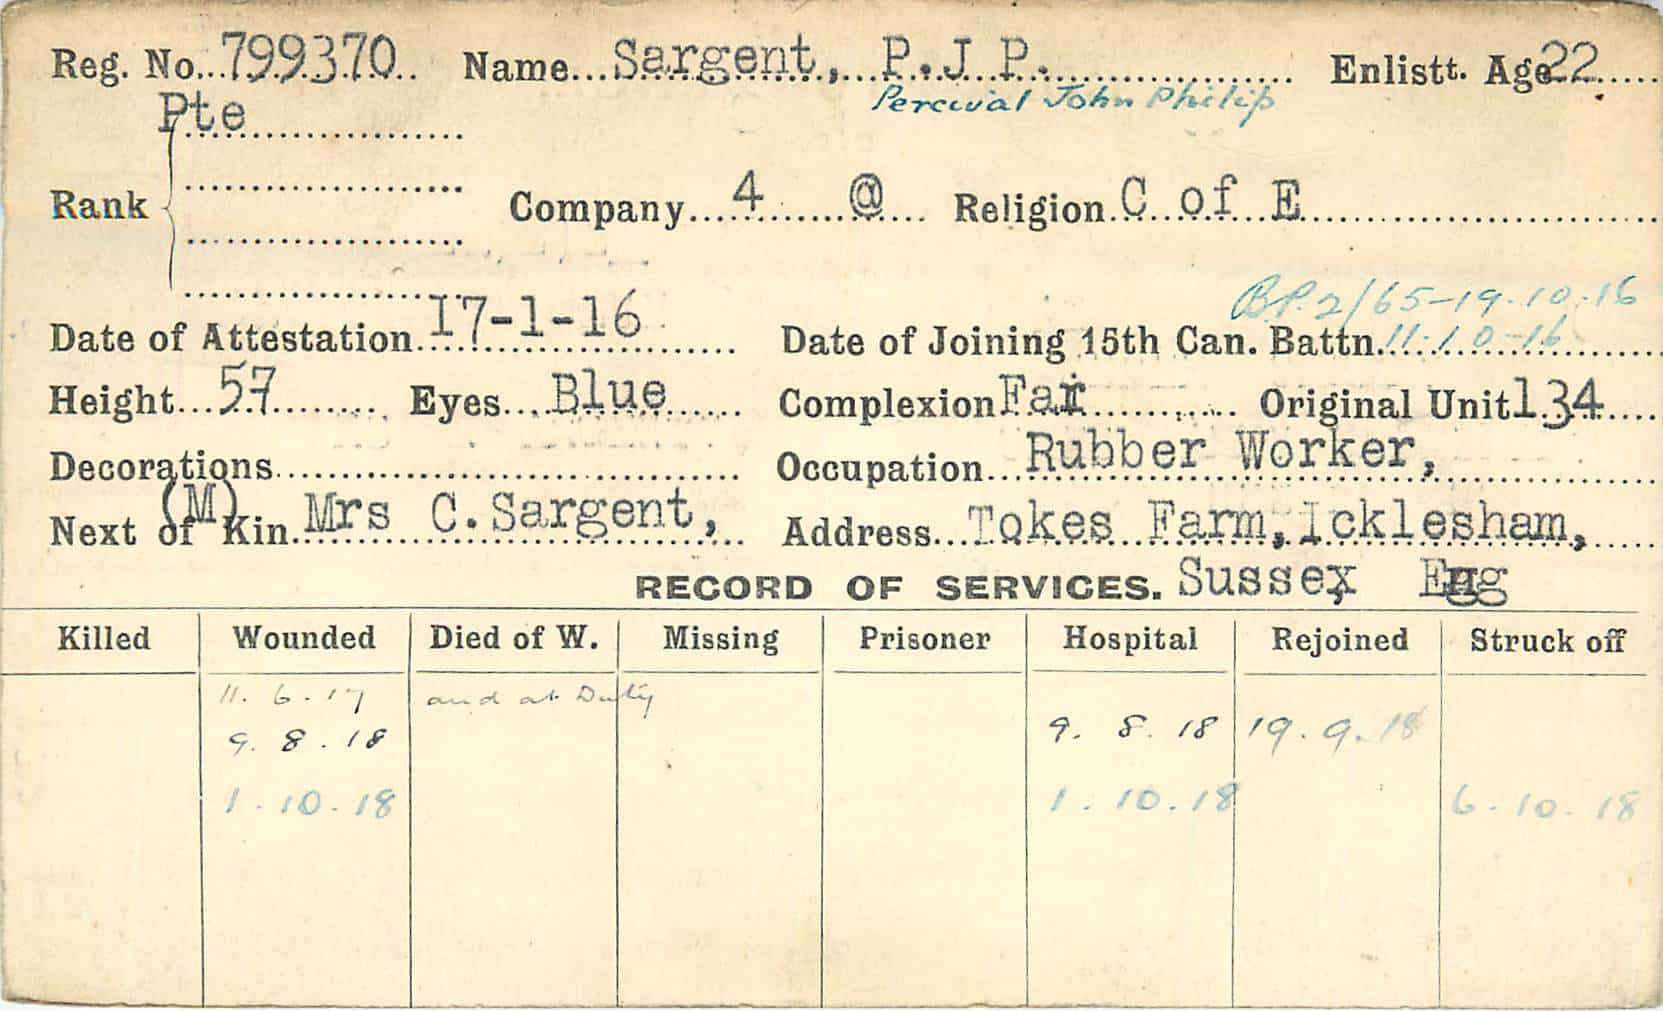 Reg. No. 799370 Name Sargent, P.J.P. Enlistt. Age 22
Percival John Philip
Pte
Rank Company 4 @ Religion C of E
BP.2/65-19.10.16
Date of Attestation 17-1-16 Date of Joining 15th Can. Battn. 11.10-16
Height 5.7 Eyes Blue Complexion Far Original Unit 134
Decorations Occupation Rubber Worker,
Next of (M) Kin Mrs C. Sargent, Address Tokes Farm, Icklesham,
RECORD OF SERVICES. Sussex Eng
Killed Wounded Died of W. Missing Prisoner Hospital Rejoined Struck off
11. 6. 17 and at Duty
9. 8. 18 9. 8. 18 19. 9. 18
1. 10. 18 1. 10. 18 6. 10. 18